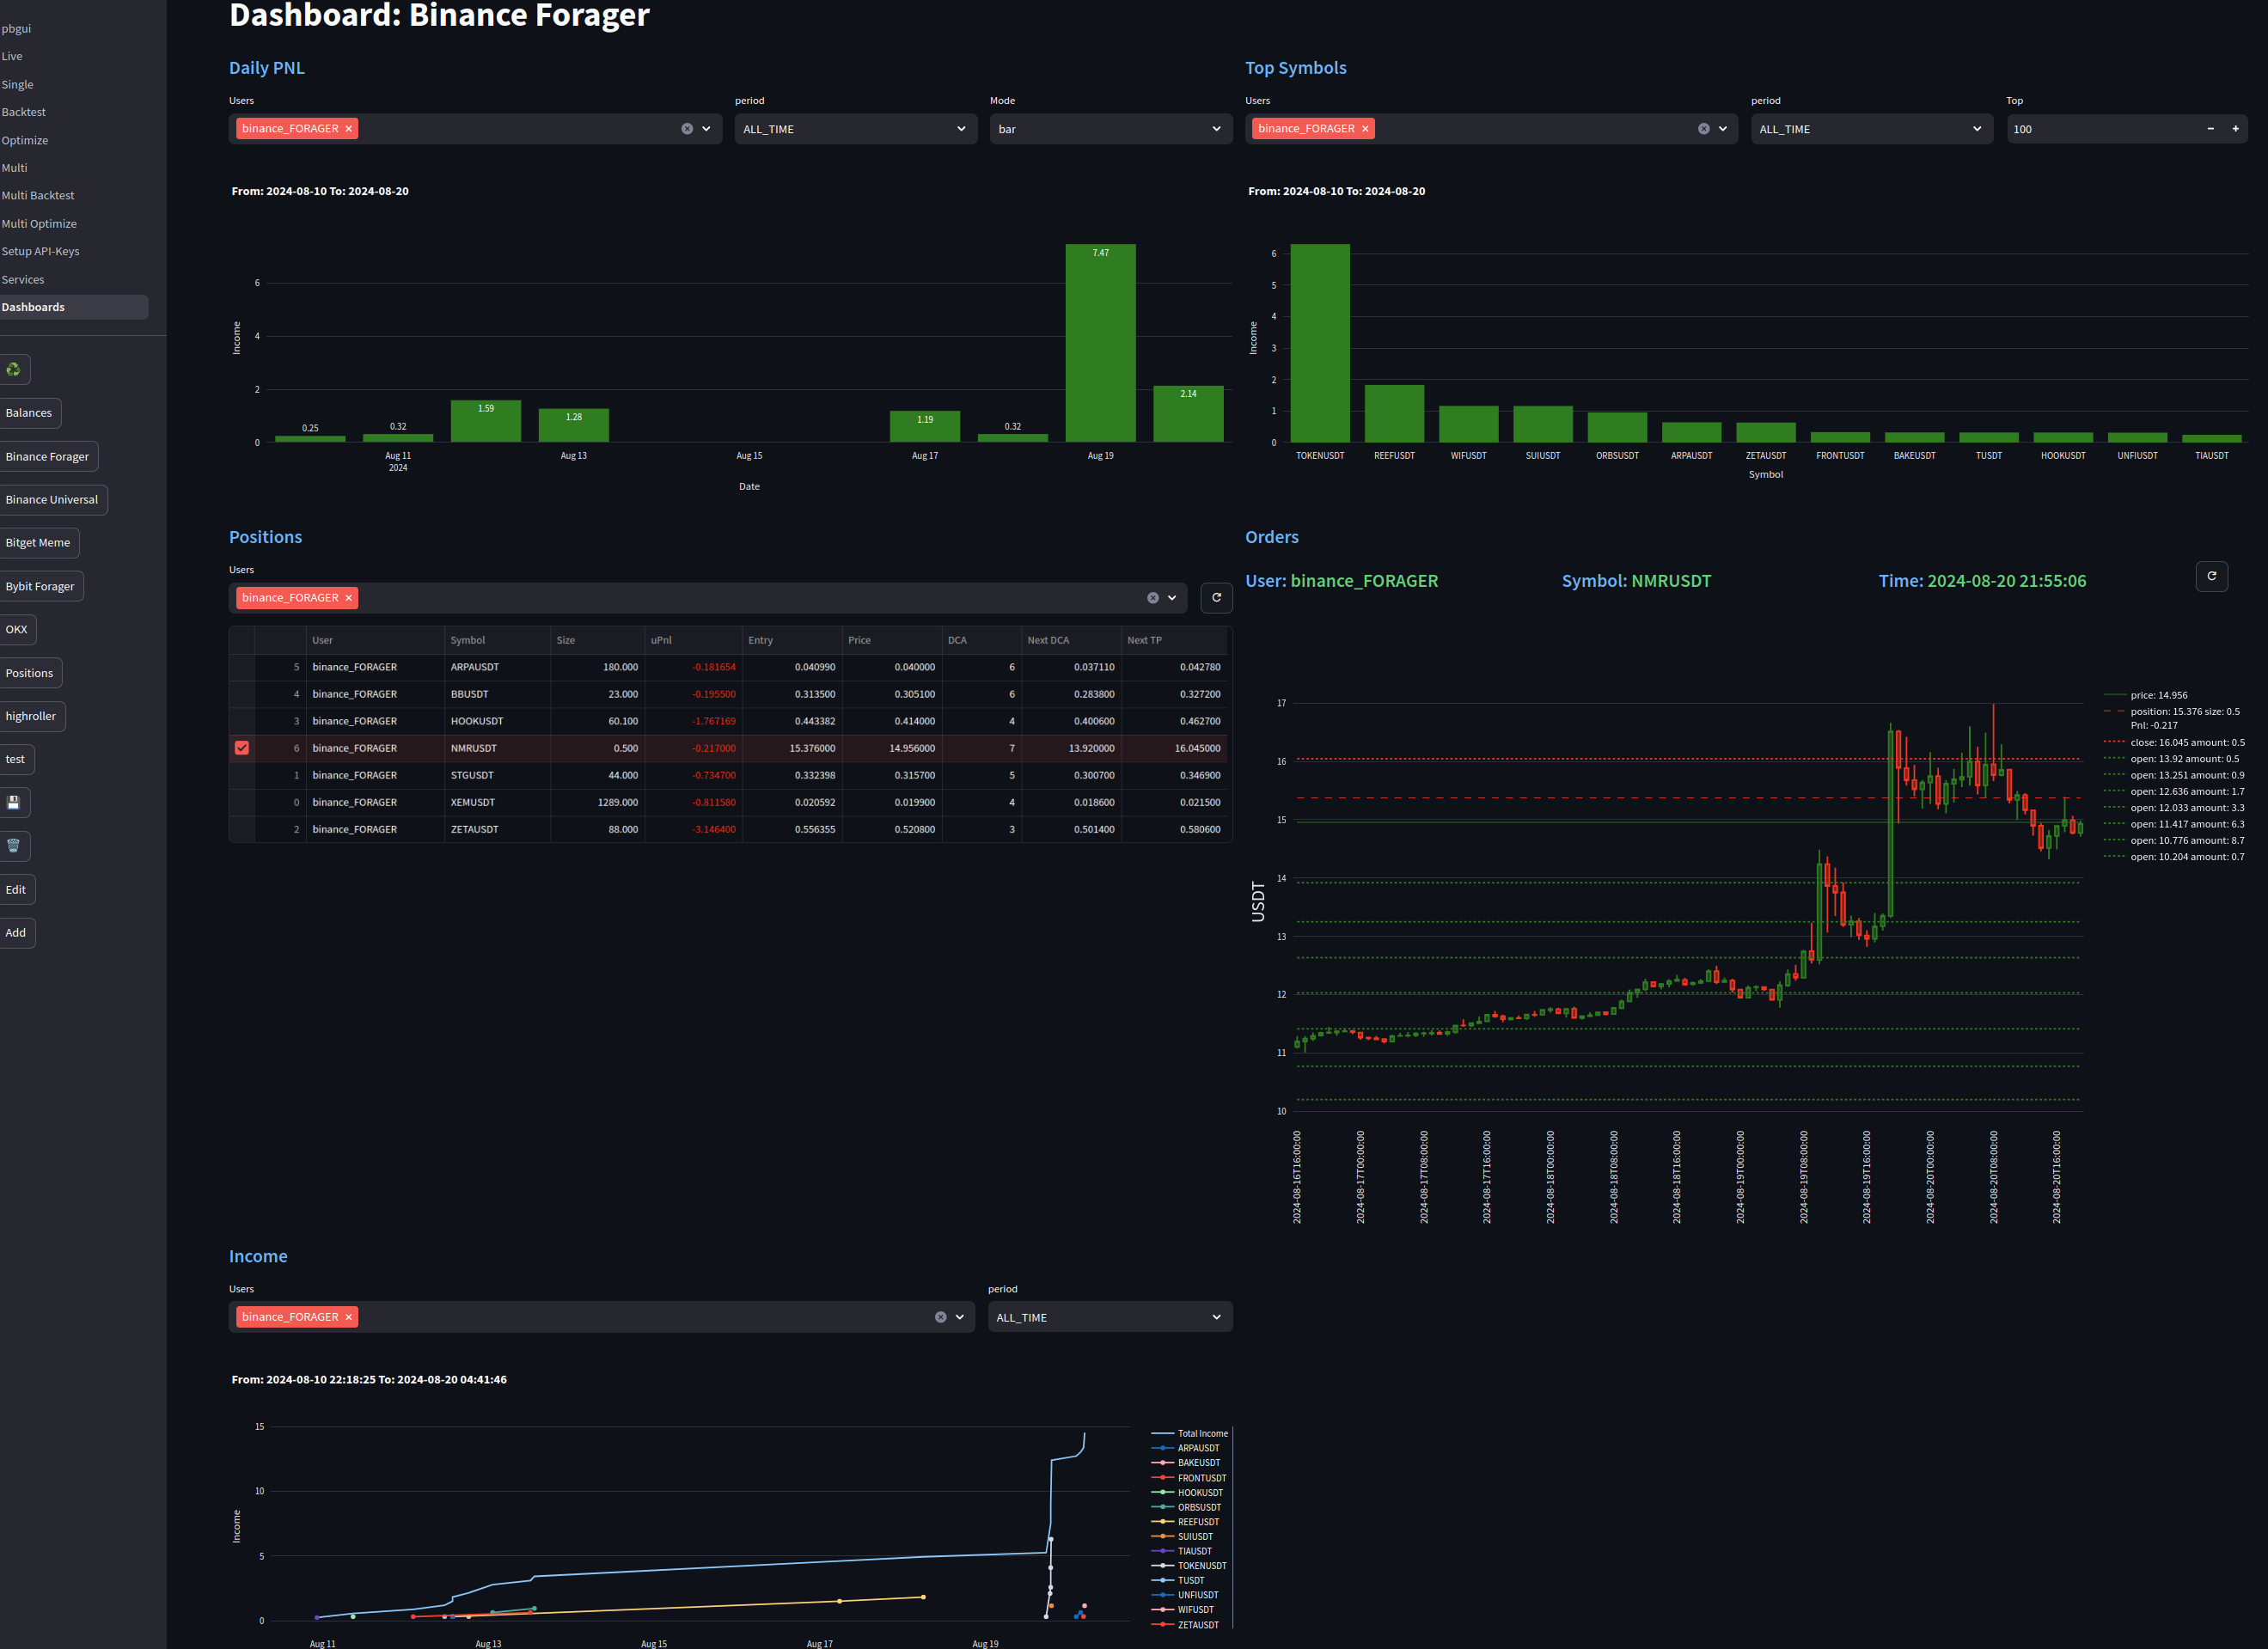 pbgui
Live
Single
Backtest
Optimize
Multi
Multi Backtest
Multi Optimize
Setup API-Keys
Services
Dashboards
Balances
Binance Forager
Binance Universal
Bitget Meme
Bybit Forager
OKX
Positions
highroller
test
Edit
Add
Dashboard: Binance Forager
Daily PNL
Users period Mode
binance_FORAGER × ALL_TIME bar
From: 2024-08-10 To: 2024-08-20
7.47
2.14
1.59
1.28
1.19
0.25
0.32
0.32
6
4
2
0
Income
Aug 11 Aug 13 Aug 15 Aug 17 Aug 19
2024
Date
Top Symbols
Users period Top
binance_FORAGER × ALL_TIME 100 − +
From: 2024-08-10 To: 2024-08-20
6
5
4
3
2
1
0
Income
TOKENUSDT REEFUSDT WIFUSDT SUIUSDT ORBSUSDT ARPAUSDT ZETAUSDT FRONTUSDT BAKEUSDT TUSDT HOOKUSDT UNFIUSDT TIAUSDT
Symbol
Positions
Users
binance_FORAGER ×
User Symbol Size uPnl Entry Price DCA Next DCA Next TP
5 binance_FORAGER ARPAUSDT 180.000 -0.181654 0.040990 0.040000 6 0.037110 0.042780
4 binance_FORAGER BBUSDT 23.000 -0.195500 0.313500 0.305100 6 0.283800 0.327200
3 binance_FORAGER HOOKUSDT 60.100 -1.767169 0.443382 0.414000 4 0.400600 0.462700
6 binance_FORAGER NMRUSDT 0.500 -0.217000 15.376000 14.956000 7 13.920000 16.045000
1 binance_FORAGER STGUSDT 44.000 -0.734700 0.332398 0.315700 5 0.300700 0.346900
0 binance_FORAGER XEMUSDT 1289.000 -0.811580 0.020592 0.019900 4 0.018600 0.021500
2 binance_FORAGER ZETAUSDT 88.000 -3.146400 0.556355 0.520800 3 0.501400 0.580600
Orders
User: binance_FORAGER Symbol: NMRUSDT Time: 2024-08-20 21:55:06
17
16
15
14
13
12
11
10
USDT
price: 14.956
position: 15.376 size: 0.5
Pnl: -0.217
close: 16.045 amount: 0.5
open: 13.92 amount: 0.5
open: 13.251 amount: 0.9
open: 12.636 amount: 1.7
open: 12.033 amount: 3.3
open: 11.417 amount: 6.3
open: 10.776 amount: 8.7
open: 10.204 amount: 0.7
2024-08-16T16:00:00
2024-08-17T00:00:00
2024-08-17T08:00:00
2024-08-17T16:00:00
2024-08-18T00:00:00
2024-08-18T08:00:00
2024-08-18T16:00:00
2024-08-19T00:00:00
2024-08-19T08:00:00
2024-08-19T16:00:00
2024-08-20T00:00:00
2024-08-20T08:00:00
2024-08-20T16:00:00
Income
Users period
binance_FORAGER × ALL_TIME
From: 2024-08-10 22:18:25 To: 2024-08-20 04:41:46
15
10
5
0
Income
Aug 11 Aug 13 Aug 15 Aug 17 Aug 19
Total Income
ARPAUSDT
BAKEUSDT
FRONTUSDT
HOOKUSDT
ORBSUSDT
REEFUSDT
SUIUSDT
TIAUSDT
TOKENUSDT
TUSDT
UNFIUSDT
WIFUSDT
ZETAUSDT